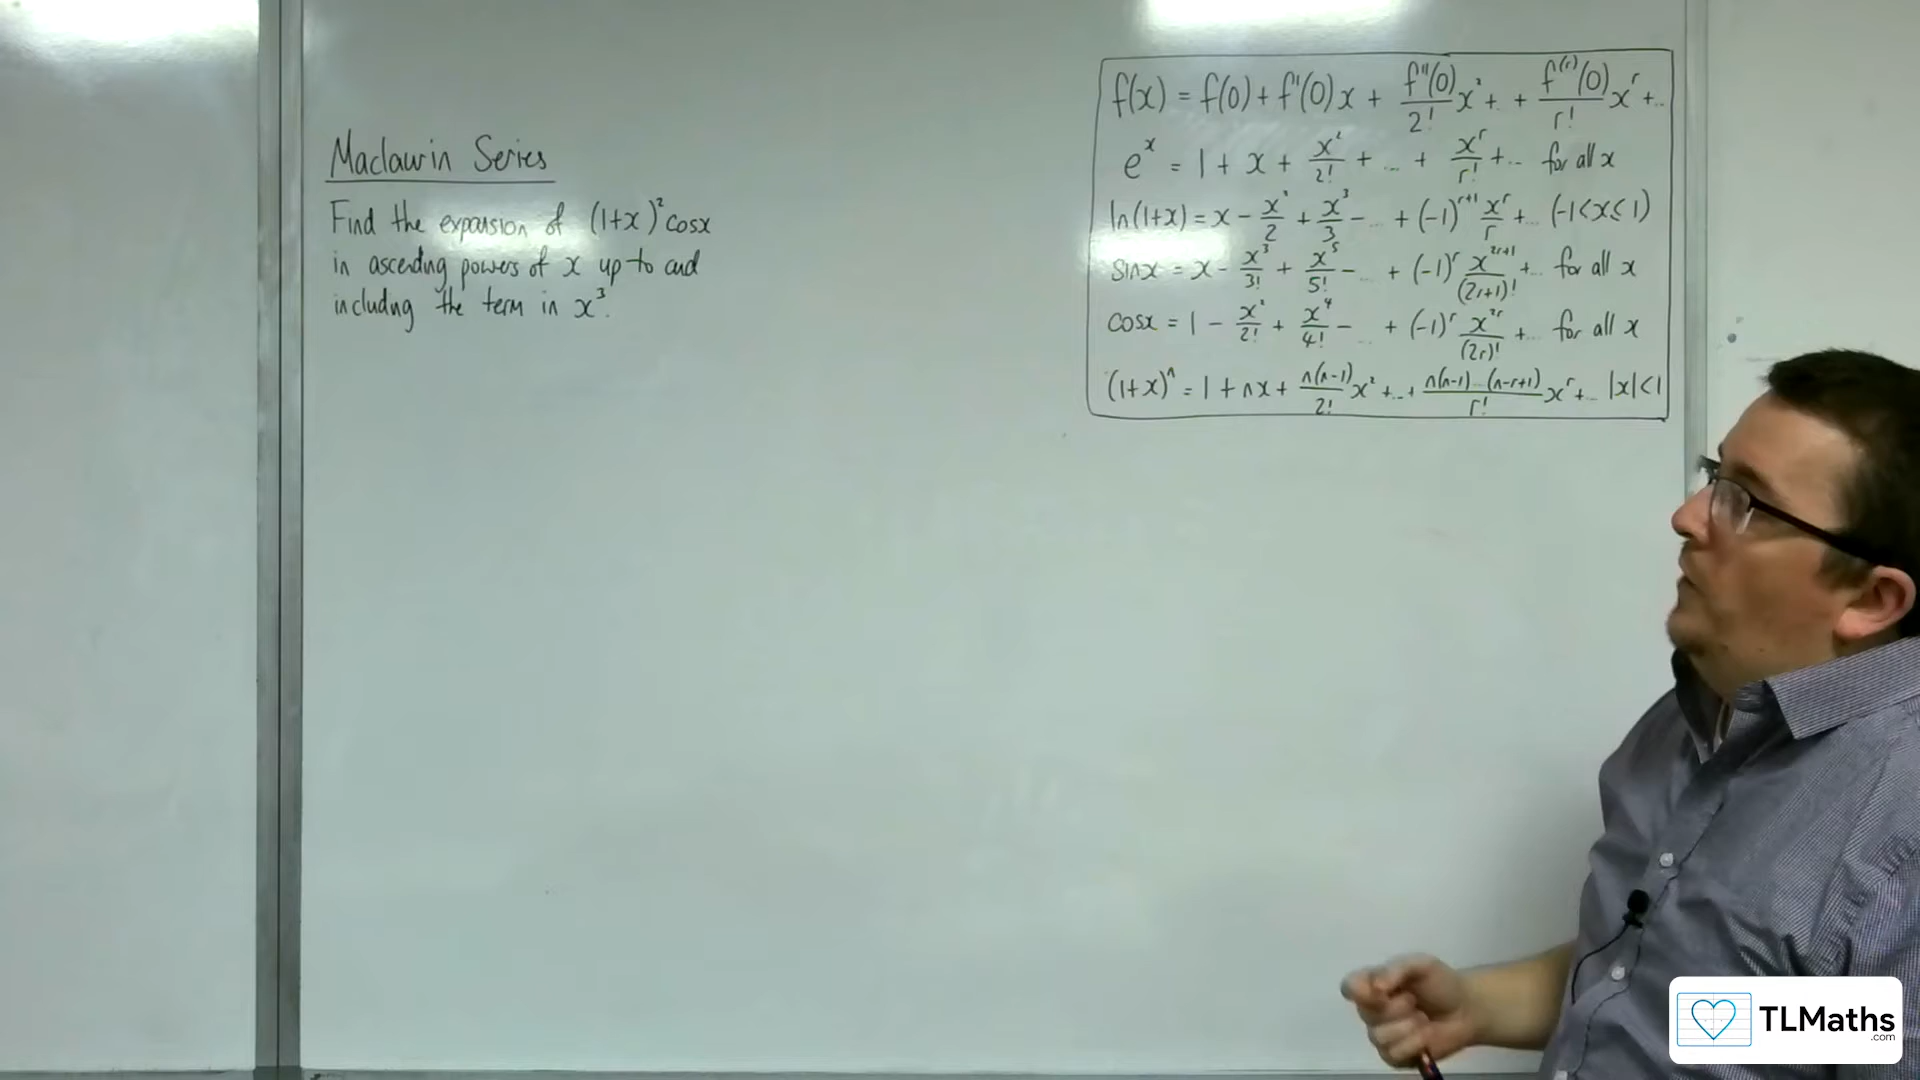 Maclaurin Series
Find the expansion of (1+x)² cosx
in ascending powers of x up to and
including the term in x³.
f(x) = f(0) + f'(0)x + f''(0)/2! x² + .. + f⁽ʳ⁾(0)/r! xʳ + ...
eˣ = 1 + x + x²/2! + ... + xʳ/r! + ... for all x
ln(1+x) = x - x²/2 + x³/3 - ... + (-1)ʳ⁺¹ xʳ/r + ... (-1<x≤1)
sinx = x - x³/3! + x⁵/5! - ... + (-1)ʳ x²ʳ⁺¹/(2r+1)! + ... for all x
cosx = 1 - x²/2! + x⁴/4! - ... + (-1)ʳ x²ʳ/(2r)! + ... for all x
(1+x)ⁿ = 1 + nx + n(n-1)/2! x² + ... + n(n-1)...(n-r+1)/r! xʳ + ... |x|<1
TLMaths
.com